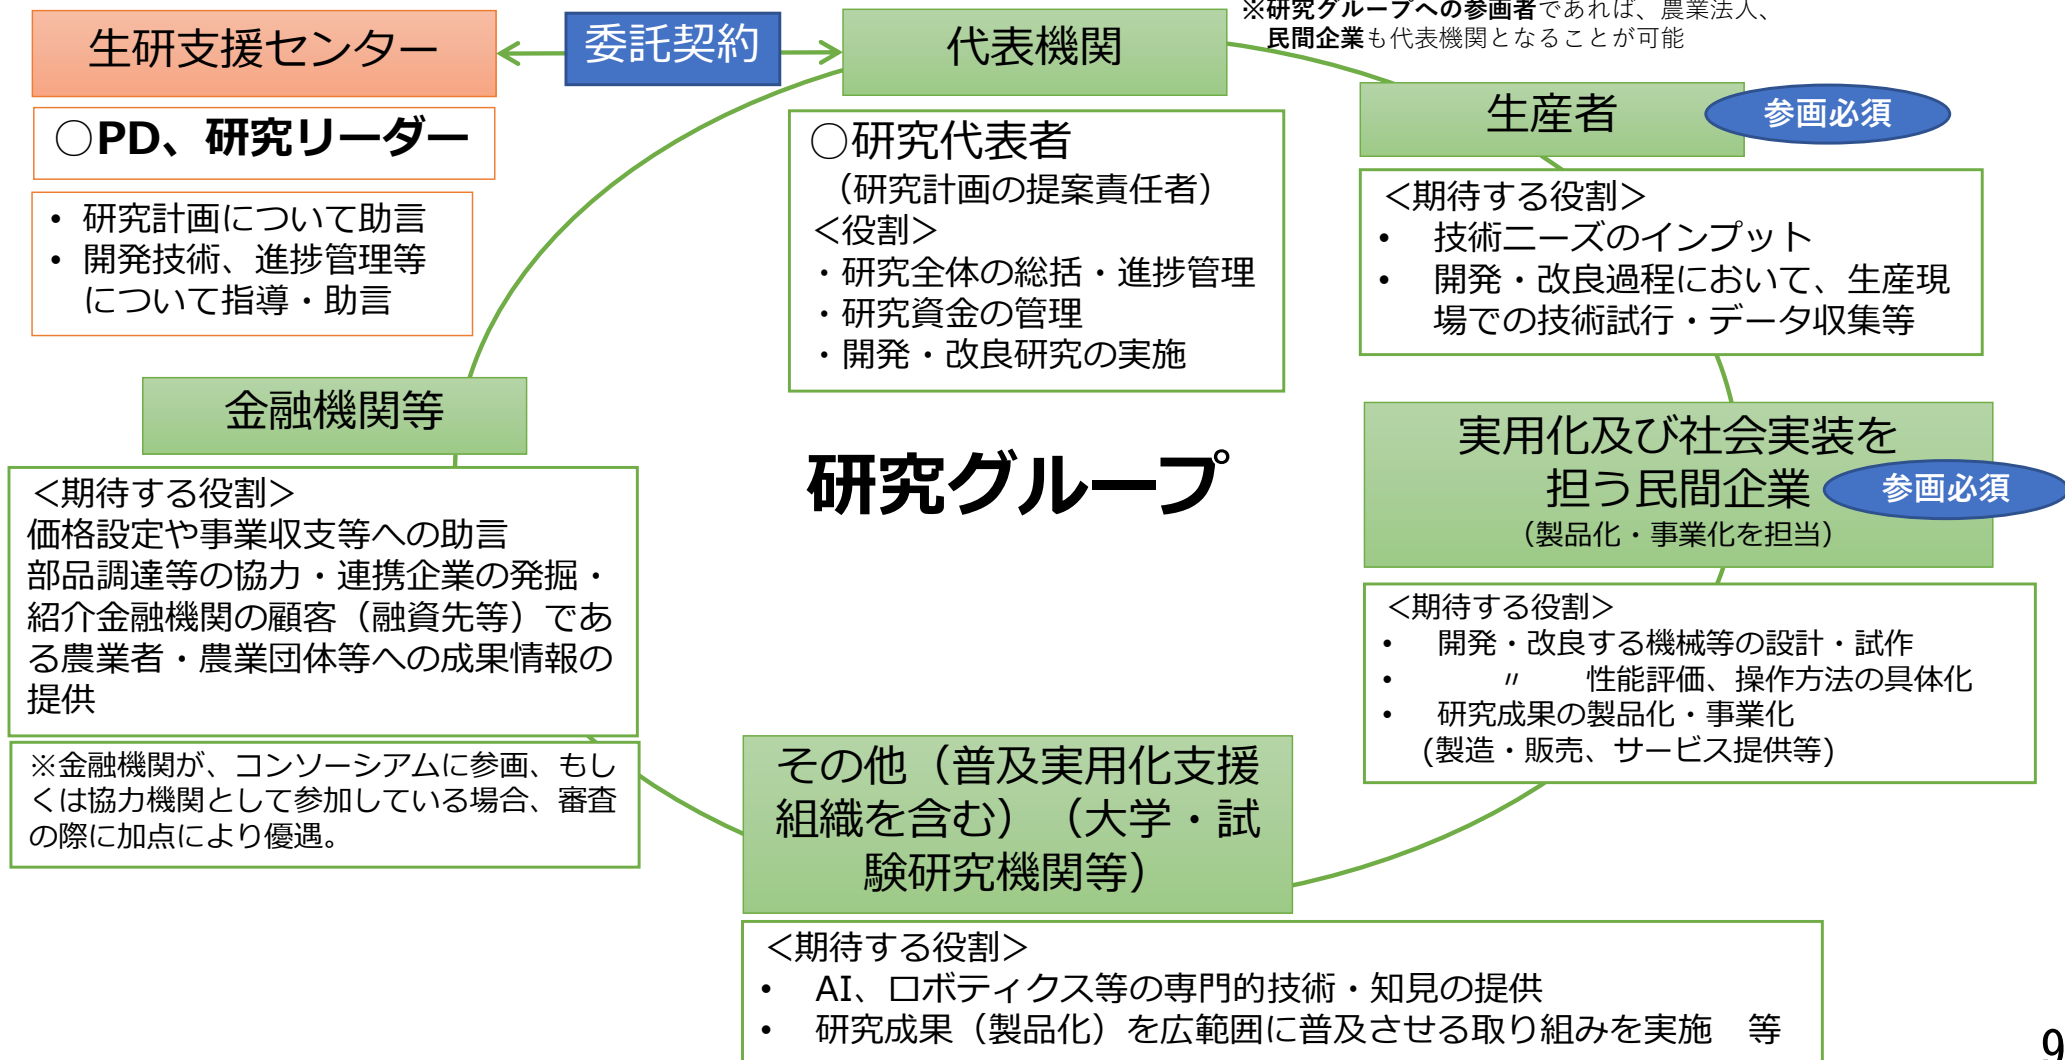 生研支援センター
委託契約
代表機関
※研究グループへの参画者であれば、農業法人、
民間企業も代表機関となることが可能
○PD、研究リーダー
• 研究計画について助言
• 開発技術、進捗管理等
について指導・助言
○研究代表者
（研究計画の提案責任者）
＜役割＞
・研究全体の総括・進捗管理
・研究資金の管理
・開発・改良研究の実施
生産者
参画必須
＜期待する役割＞
• 技術ニーズのインプット
• 開発・改良過程において、生産現
場での技術試行・データ収集等
金融機関等
＜期待する役割＞
価格設定や事業収支等への助言
部品調達等の協力・連携企業の発掘・
紹介金融機関の顧客（融資先等）であ
る農業者・農業団体等への成果情報の
提供
※金融機関が、コンソーシアムに参画、もし
くは協力機関として参加している場合、審査
の際に加点により優遇。
研究グループ
実用化及び社会実装を
担う民間企業
（製品化・事業化を担当）
参画必須
＜期待する役割＞
• 開発・改良する機械等の設計・試作
• 〃 性能評価、操作方法の具体化
• 研究成果の製品化・事業化
(製造・販売、サービス提供等)
その他（普及実用化支援
組織を含む）（大学・試
験研究機関等）
＜期待する役割＞
• AI、ロボティクス等の専門的技術・知見の提供
• 研究成果（製品化）を広範囲に普及させる取り組みを実施　等
9